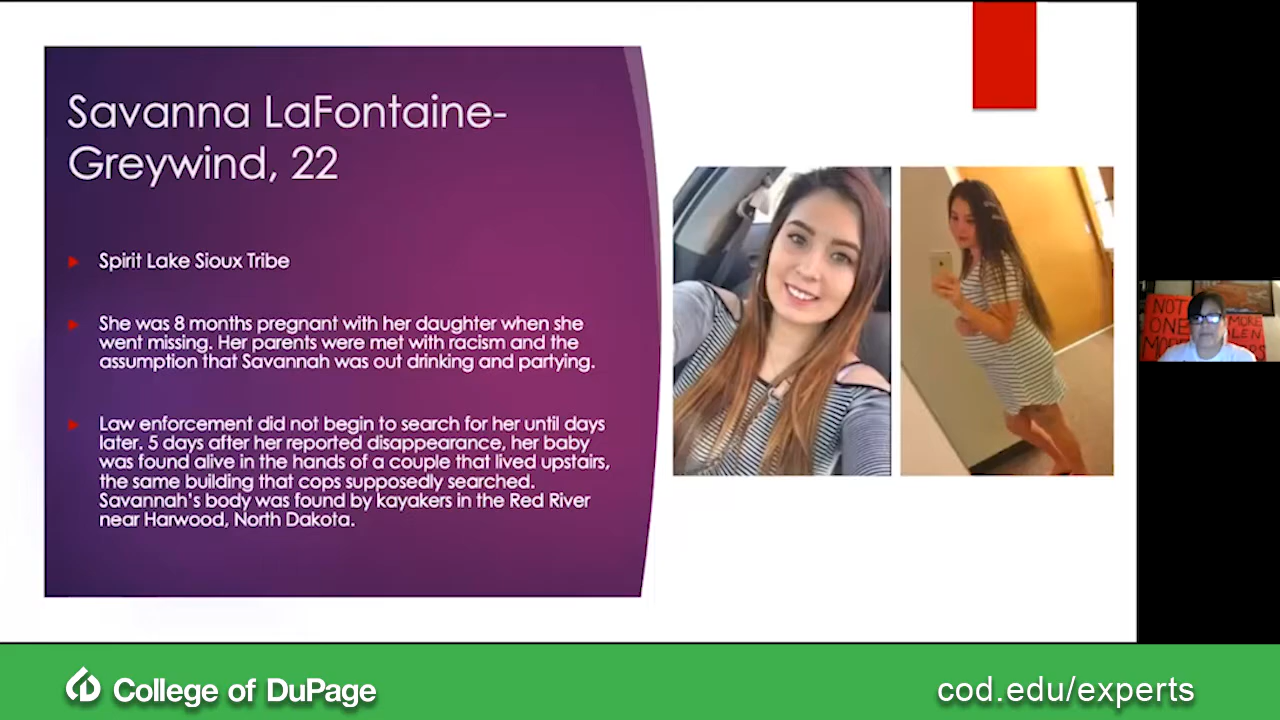 Savanna LaFontaine-
Greywind, 22
Spirit Lake Sioux Tribe
She was 8 months pregnant with her daughter when she
went missing. Her parents were met with racism and the
assumption that Savannah was out drinking and partying.
Law enforcement did not begin to search for her until days
later. 5 days after her reported disappearance, her baby
was found alive in the hands of a couple that lived upstairs,
the same building that cops supposedly searched.
Savannah's body was found by kayakers in the Red River
near Harwood, North Dakota.
NOT
ONE
MORE
College of DuPage
cod.edu/experts